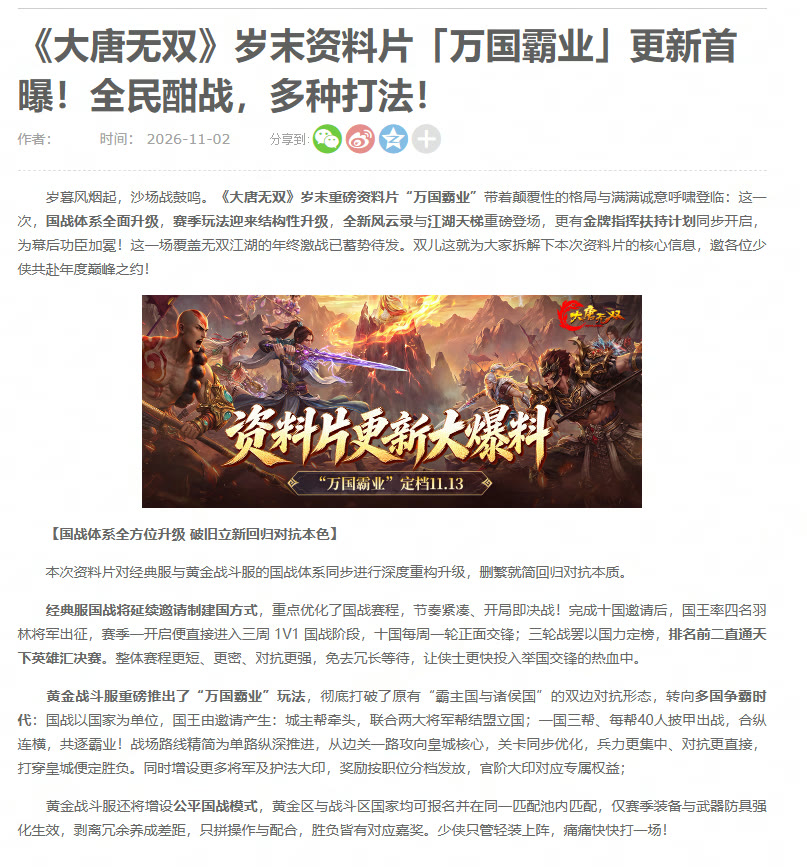 《大唐无双》岁末资料片「万国霸业」更新首
曝！全民酣战，多种打法！
作者： 时间： 2026-11-02 分享到:
岁暮风烟起，沙场战鼓鸣。《大唐无双》岁末重磅资料片“万国霸业”带着颠覆性的格局与满满诚意呼啸登临：这一
次，国战体系全面升级，赛季玩法迎来结构性升级，全新风云录与江湖天梯重磅登场，更有金牌指挥扶持计划同步开启，
为幕后功臣加冕！这一场覆盖无双江湖的年终激战已蓄势待发。双儿这就为大家拆解下本次资料片的核心信息，邀各位少
侠共赴年度巅峰之约！
大唐无双
资料片更新大爆料
“万国霸业”定档11.13
【国战体系全方位升级 破旧立新回归对抗本色】
本次资料片对经典服与黄金战斗服的国战体系同步进行深度重构升级，删繁就简回归对抗本质。
经典服国战将延续邀请制建国方式，重点优化了国战赛程，节奏紧凑、开局即决战！完成十国邀请后，国王率四名羽
林将军出征，赛季一开启便直接进入三周 1V1 国战阶段，十国每周一轮正面交锋；三轮战罢以国力定榜，排名前二直通天
下英雄汇决赛。整体赛程更短、更密、对抗更强，免去冗长等待，让侠士更快投入举国交锋的热血中。
黄金战斗服重磅推出了“万国霸业”玩法，彻底打破了原有“霸主国与诸侯国”的双边对抗形态，转向多国争霸时
代：国战以国家为单位，国王由邀请产生：城主帮牵头，联合两大将军帮结盟立国；一国三帮、每帮40人披甲出战，合纵
连横，共逐霸业！战场路线精简为单路纵深推进，从边关一路攻向皇城核心，关卡同步优化，兵力更集中、对抗更直接，
打穿皇城便定胜负。同时增设更多将军及护法大印，奖励按职位分档发放，官阶大印对应专属权益；
黄金战斗服还将增设公平国战模式，黄金区与战斗区国家均可报名并在同一匹配池内匹配，仅赛季装备与武器防具强
化生效，剥离冗余养成差距，只拼操作与配合，胜负皆有对应嘉奖。少侠只管轻装上阵，痛痛快快打一场！